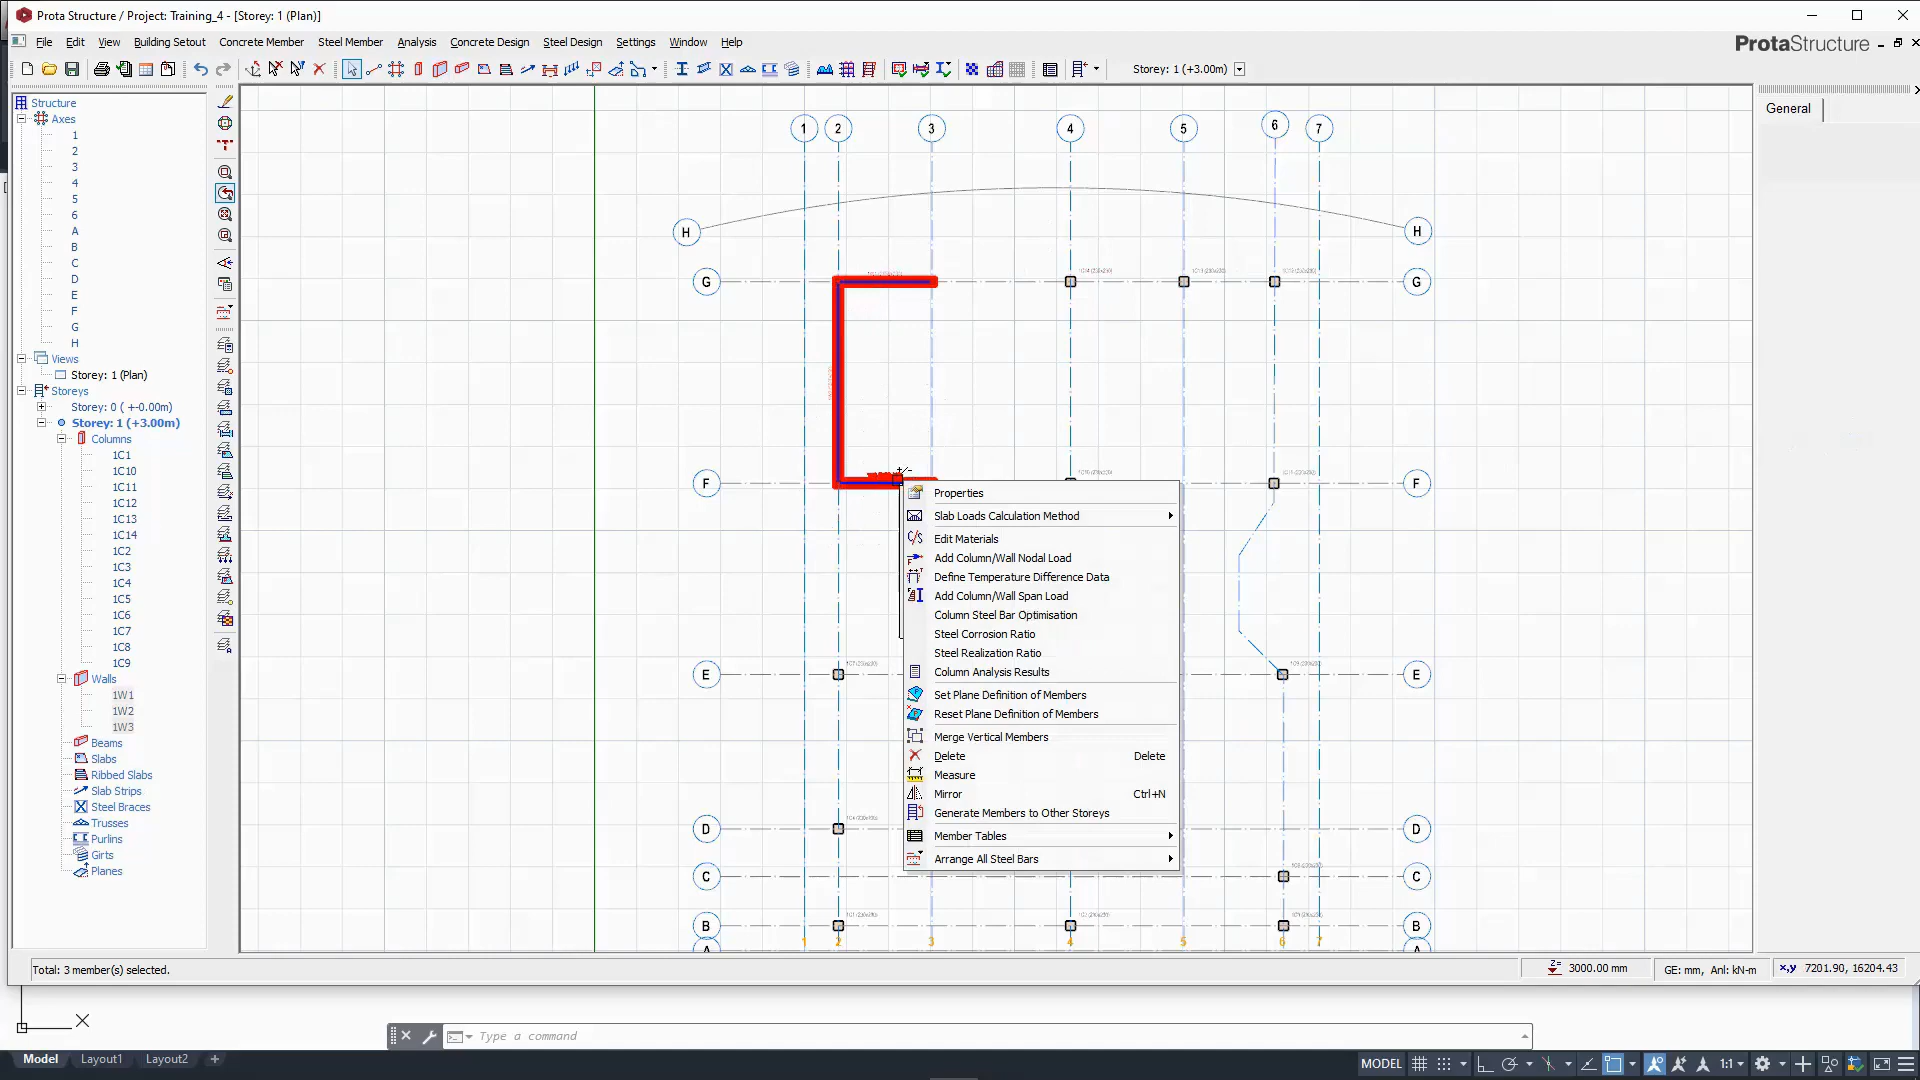 Prota Structure / Project: Training_4 - [Storey: 1 (Plan)]
File Edit View Building Setout Concrete Member Steel Member Analysis Concrete Design Steel Design Settings Window Help
ProtaStructure
Storey: 1 (+3.00m)
Structure
Axes
1
2
3
4
5
6
A
B
C
D
E
F
G
H
Views
Storey: 1 (Plan)
Storeys
Storey: 0 ( +-0.00m)
Storey: 1 (+3.00m)
Columns
1C1
1C10
1C11
1C12
1C13
1C14
1C2
1C3
1C4
1C5
1C6
1C7
1C8
1C9
Walls
1W1
1W2
1W3
Beams
Slabs
Ribbed Slabs
Slab Strips
Steel Braces
Trusses
Purlins
Girts
Planes
General
1 2 3 4 5 6 7
H H
G G
F F
E E
D D
C C
B B
A A
1 2 3 4 5 6 7
Properties
Slab Loads Calculation Method
Edit Materials
Add Column/Wall Nodal Load
Define Temperature Difference Data
Add Column/Wall Span Load
Column Steel Bar Optimisation
Steel Corrosion Ratio
Steel Realization Ratio
Column Analysis Results
Set Plane Definition of Members
Reset Plane Definition of Members
Merge Vertical Members
Delete Delete
Measure
Mirror Ctrl+N
Generate Members to Other Storeys
Member Tables
Arrange All Steel Bars
Total: 3 member(s) selected.
Z= 3000.00 mm
GE: mm, Anl: kN-m
x,y 7201.90, 16204.43
X
Type a command
Model Layout1 Layout2 +
MODEL
1:1